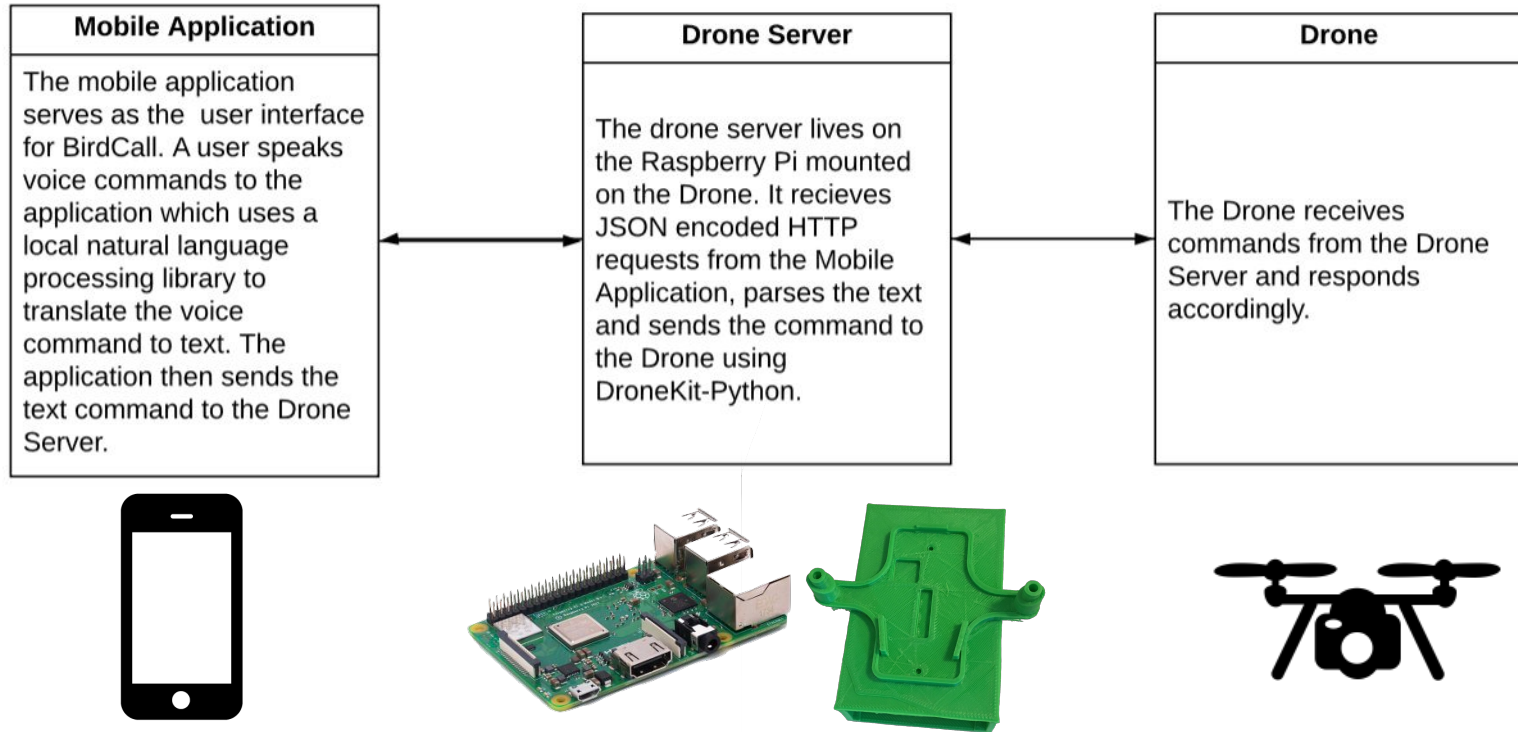 Mobile Application
The mobile application
serves as the  user interface
for BirdCall. A user speaks
voice commands to the
application which uses a
local natural language
processing library to
translate the voice
command to text. The
application then sends the
text command to the Drone
Server.
Drone Server
The drone server lives on
the Raspberry Pi mounted
on the Drone. It recieves
JSON encoded HTTP
requests from the Mobile
Application, parses the text
and sends the command to
the Drone using
DroneKit-Python.
Drone
The Drone receives
commands from the Drone
Server and responds
accordingly.